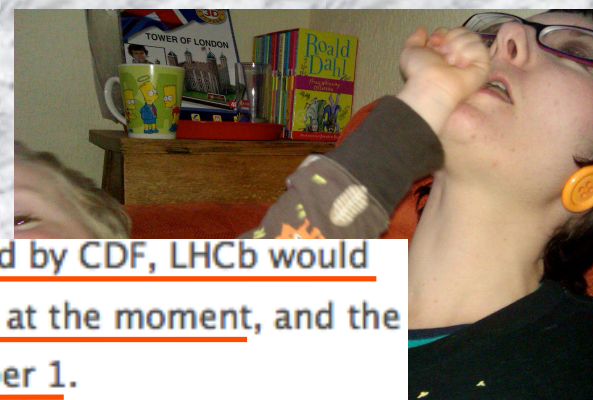 TOWER OF LONDON
Roald
Dahl
d by CDF, LHCb would
at the moment, and the
er 1.